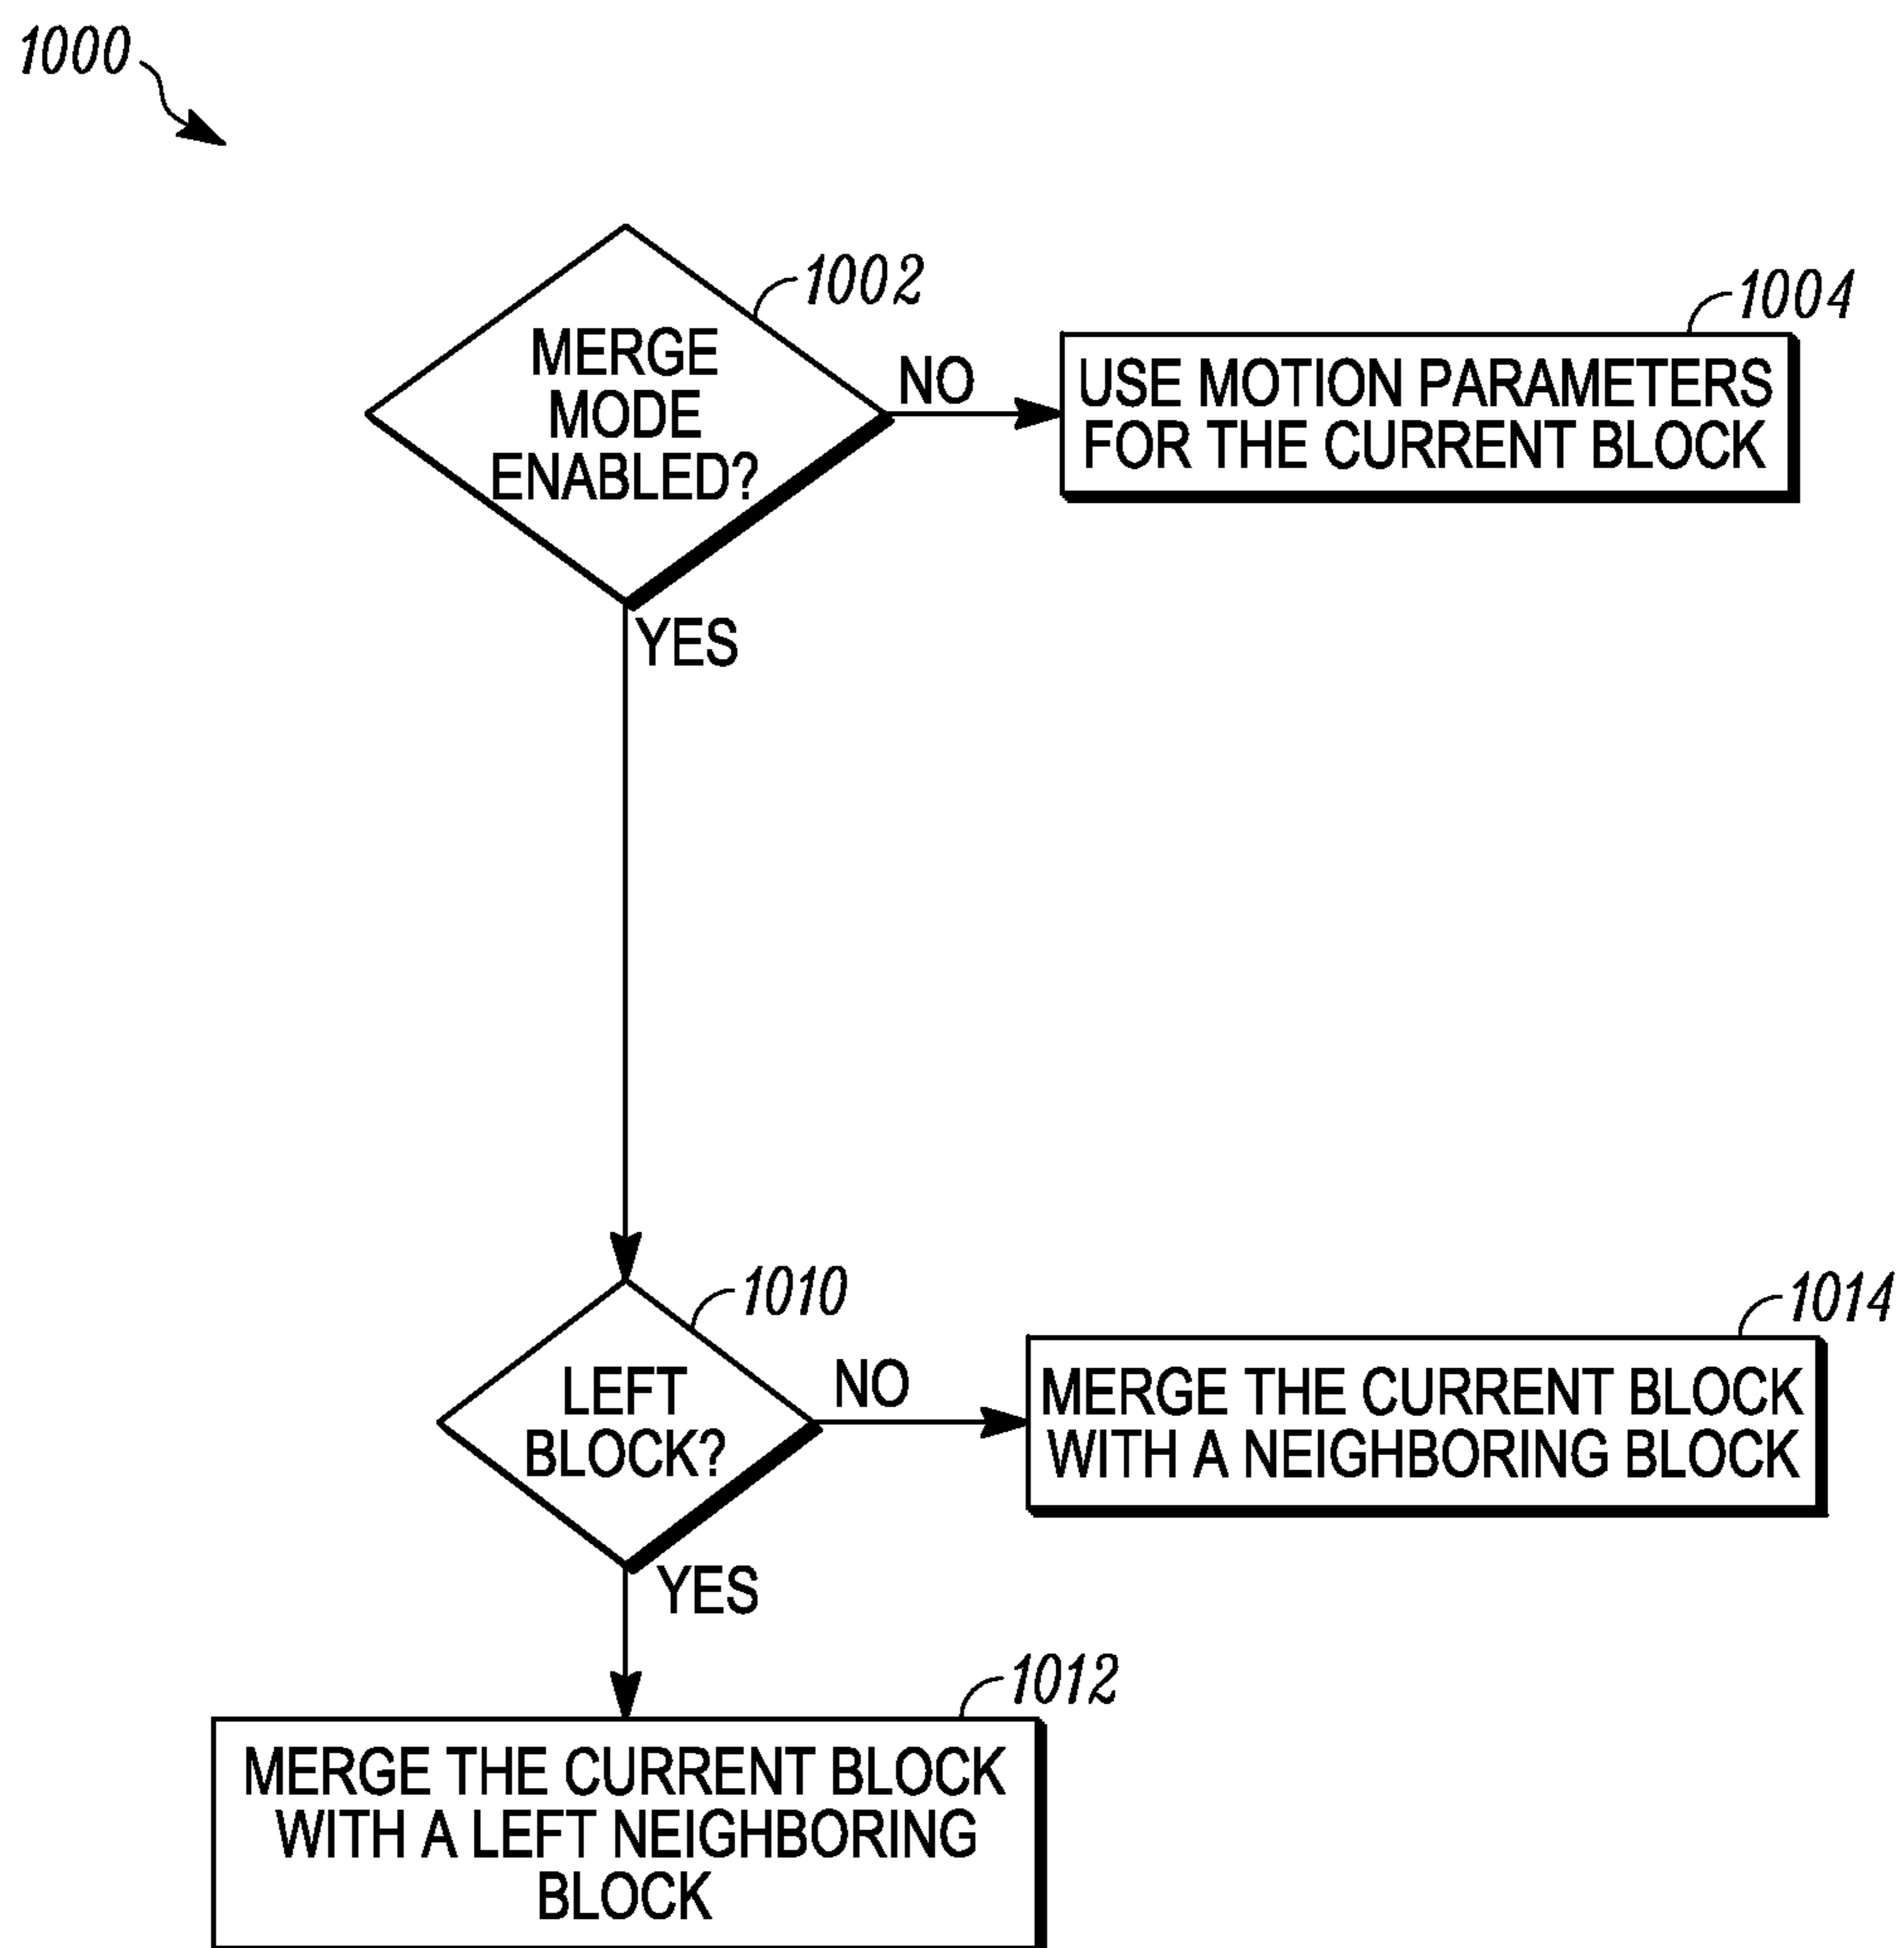 1000
1002
MERGE
MODE
ENABLED?
NO
1004
USE MOTION PARAMETERS
FOR THE CURRENT BLOCK
YES
1010
LEFT
BLOCK?
NO
1014
MERGE THE CURRENT BLOCK
WITH A NEIGHBORING BLOCK
YES
1012
MERGE THE CURRENT BLOCK
WITH A LEFT NEIGHBORING
BLOCK